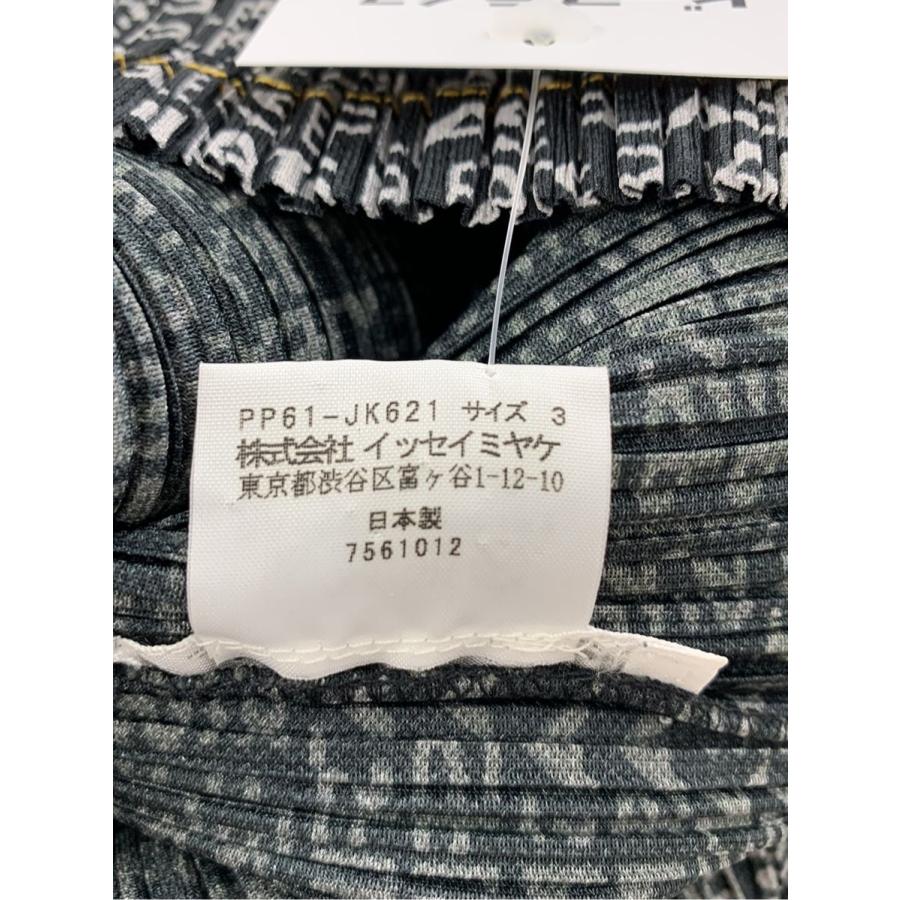 PP61-JK621 サイズ 3
株式会社 イッセイミヤケ
東京都渋谷区富ヶ谷1-12-10
日本製
7561012